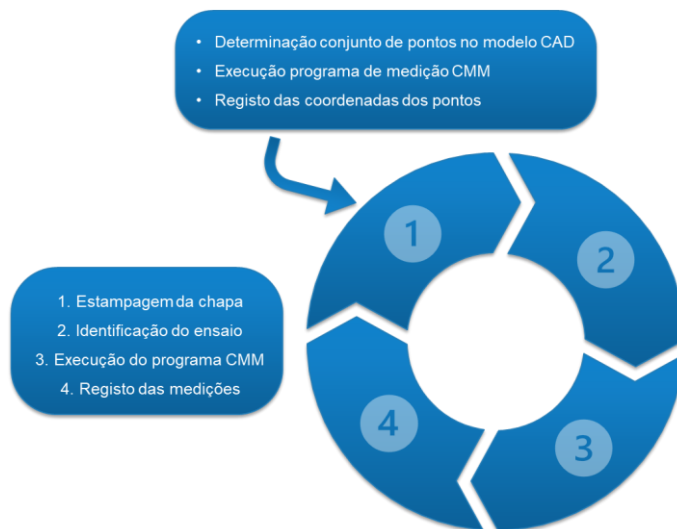 • Determinação conjunto de pontos no modelo CAD
• Execução programa de medição CMM
• Registo das coordenadas dos pontos
1
2
1. Estampagem da chapa
2. Identificação do ensaio
3. Execução do programa CMM
4. Registo das medições
4
3